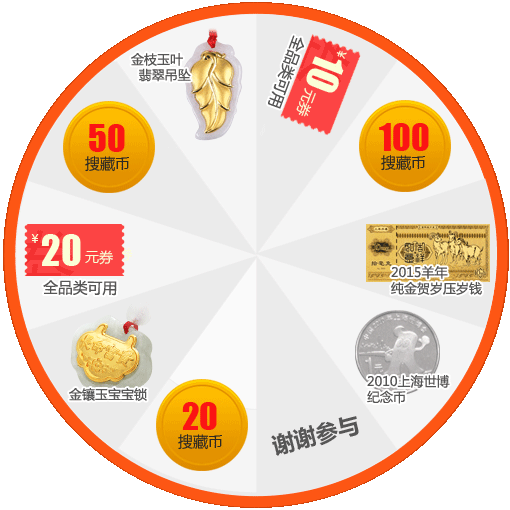 金枝玉叶
翡翠吊坠
¥10元券
全品类可用
50
搜藏币
100
搜藏币
¥20元券
全品类可用
2015羊年
纯金贺岁压岁钱
金镶玉宝宝锁
2010上海世博
纪念币
20
搜藏币
谢谢参与